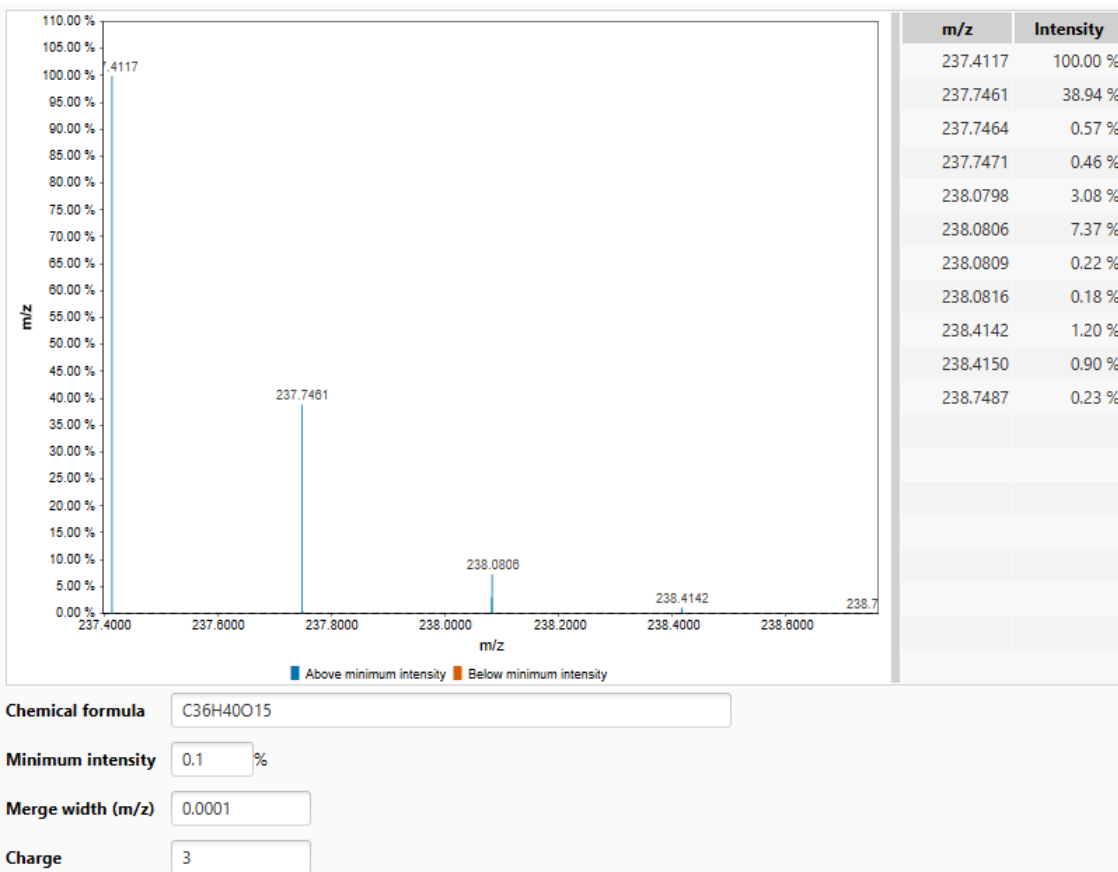 110.00 %
105.00 %
100.00 %
95.00 %
90.00 %
85.00 %
80.00 %
75.00 %
70.00 %
65.00 %
60.00 %
55.00 %
50.00 %
45.00 %
40.00 %
35.00 %
30.00 %
25.00 %
20.00 %
15.00 %
10.00 %
5.00 %
0.00 %
m/z
7.4117
237.7461
238.0806
238.4142
238.7
237.4000 237.6000 237.8000 238.0000 238.2000 238.4000 238.6000
m/z
Above minimum intensity Below minimum intensity
m/z Intensity
237.4117 100.00 %
237.7461 38.94 %
237.7464 0.57 %
237.7471 0.46 %
238.0798 3.08 %
238.0806 7.37 %
238.0809 0.22 %
238.0816 0.18 %
238.4142 1.20 %
238.4150 0.90 %
238.7487 0.23 %
Chemical formula C36H40O15
Minimum intensity 0.1 %
Merge width (m/z) 0.0001
Charge 3